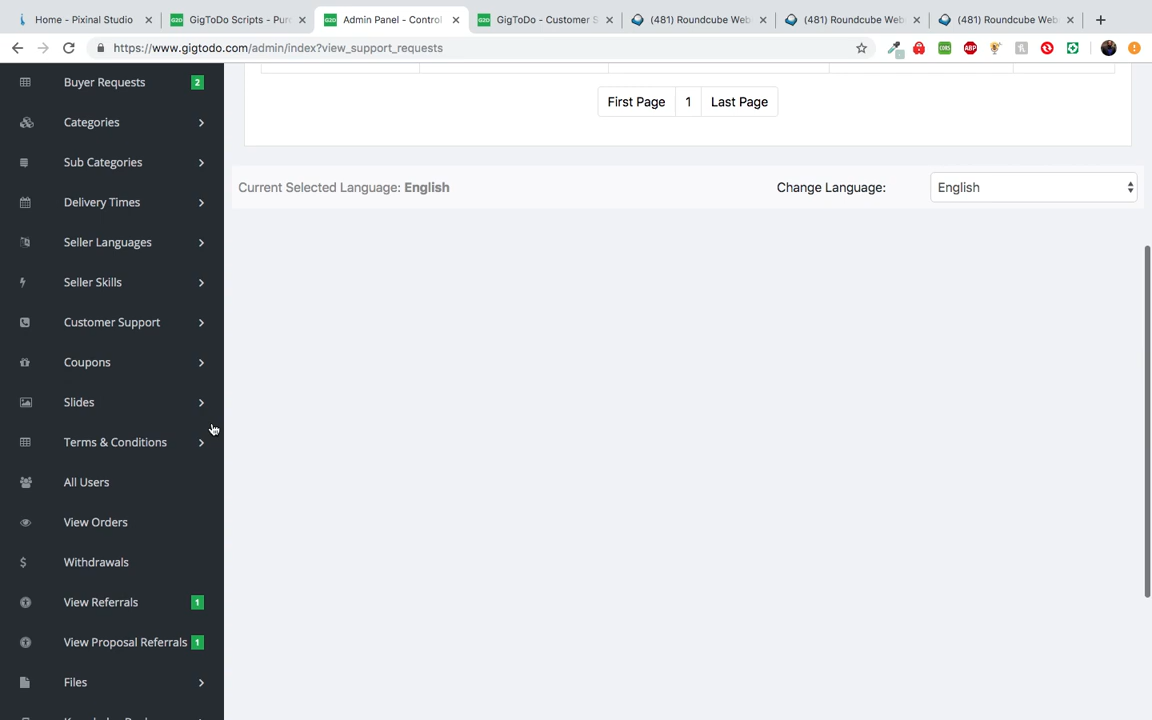 Home - Pixinal Studio
GigToDo Scripts - Pur
Admin Panel - Control
GigToDo - Customer S
(481) Roundcube Web
(481) Roundcube Web
(481) Roundcube Web
https://www.gigtodo.com/admin/index?view_support_requests
Buyer Requests 2
Categories
Sub Categories
Delivery Times
Seller Languages
Seller Skills
Customer Support
Coupons
Slides
Terms & Conditions
All Users
View Orders
Withdrawals
View Referrals 1
View Proposal Referrals 1
Files
First Page 1 Last Page
Current Selected Language: English
Change Language: English